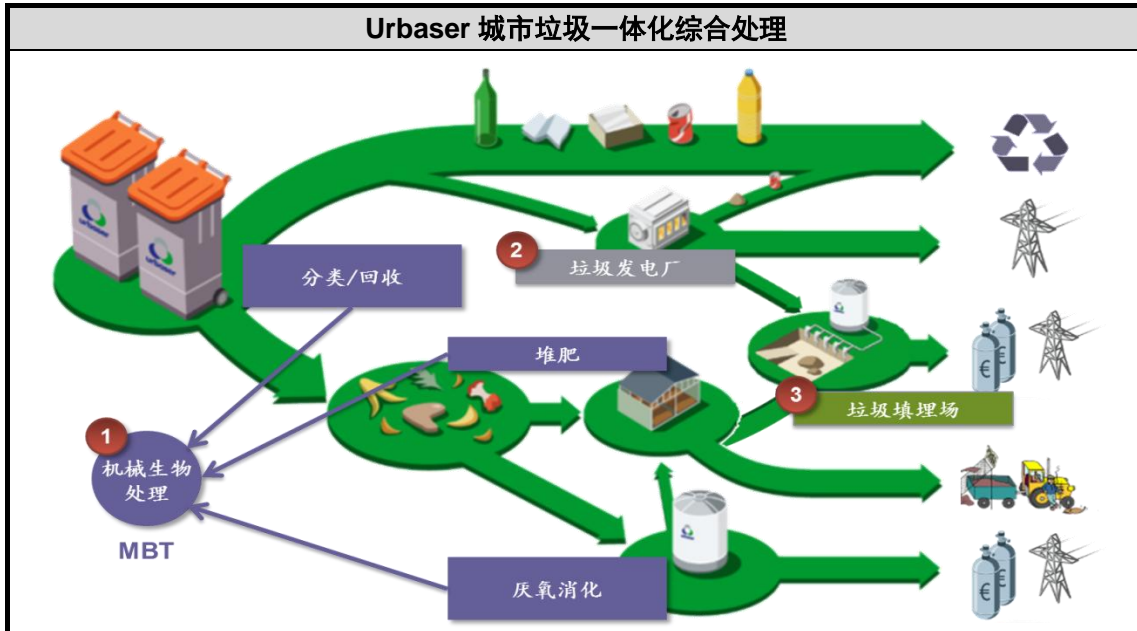 Urbaser 城市垃圾一体化综合处理
urbaser
urbaser
分类/回收
2
垃圾发电厂
堆肥
3
垃圾填埋场
1
机械生物
处理
MBT
厌氧消化
€
€